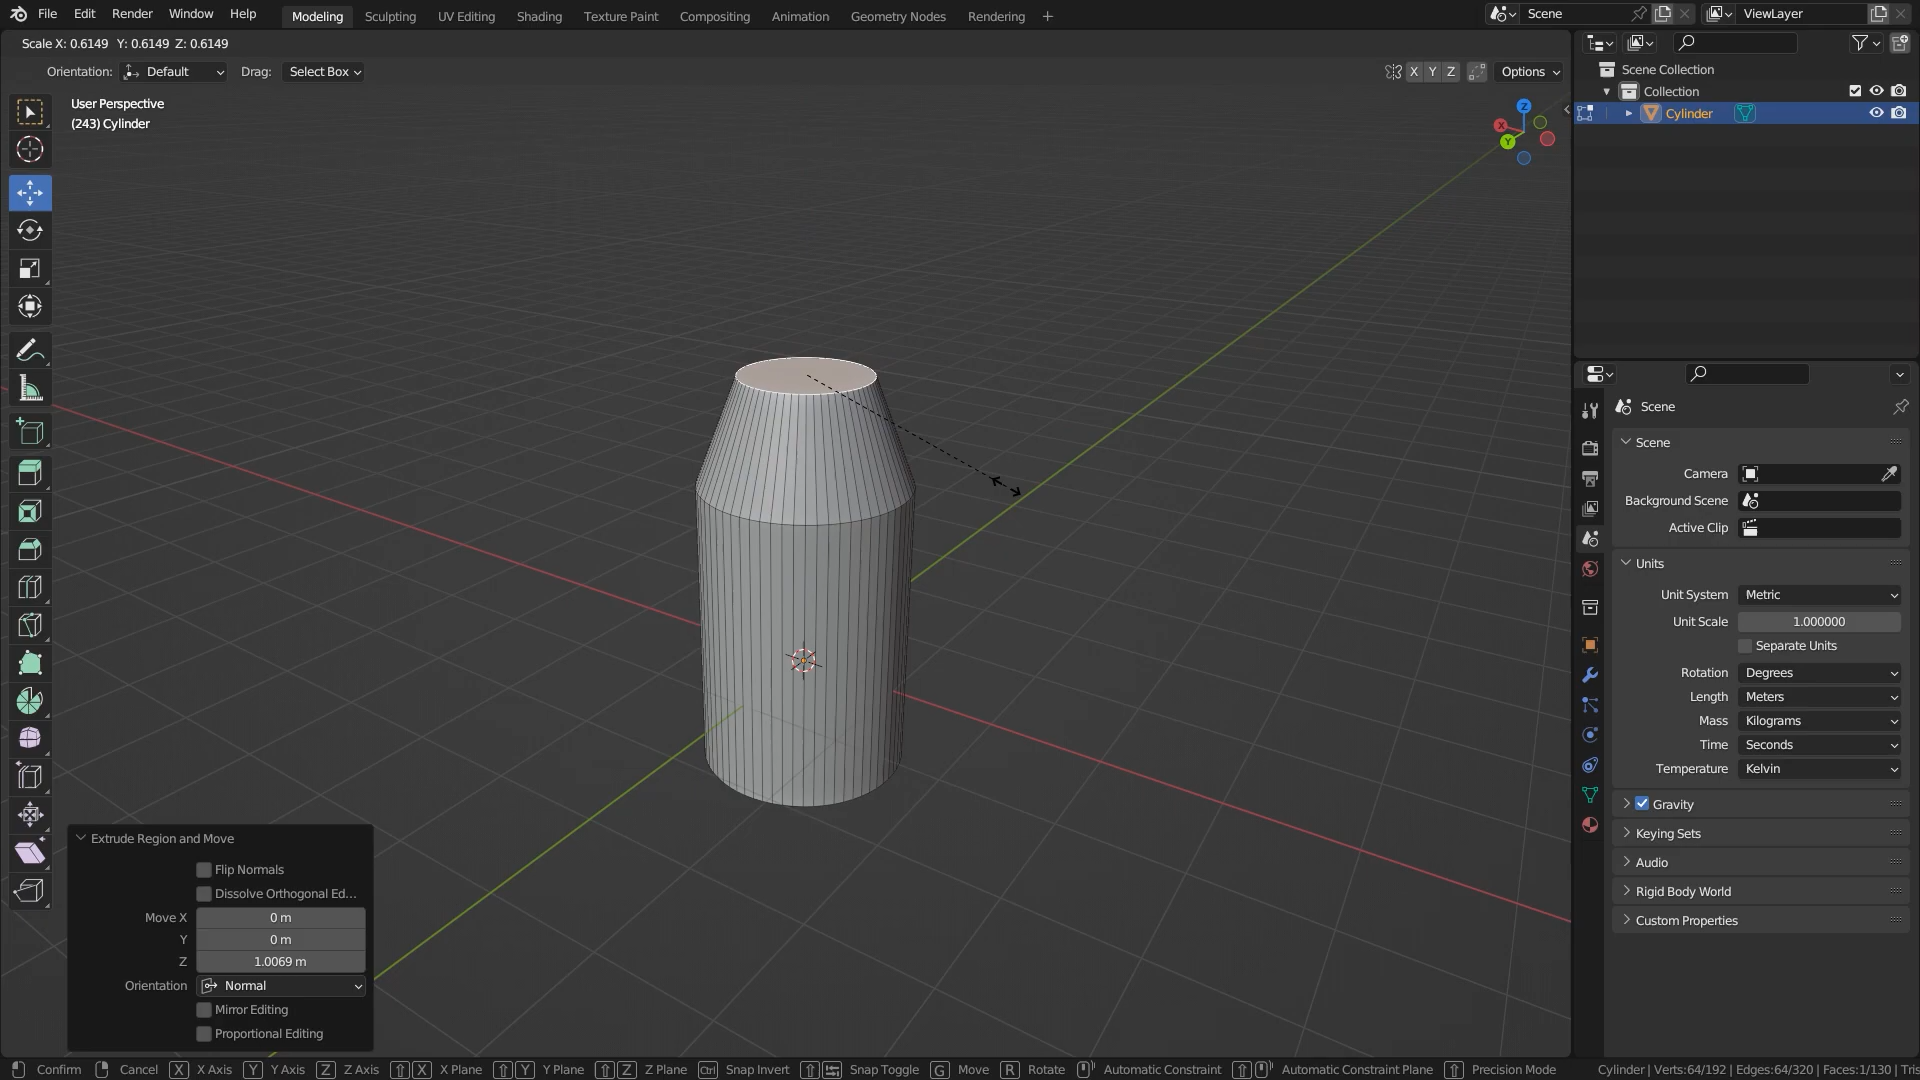 File Edit Render Window Help
Modeling Sculpting UV Editing Shading Texture Paint Compositing Animation Geometry Nodes Rendering +
Scene
ViewLayer
Scale X: 0.6149 Y: 0.6149 Z: 0.6149
Orientation: Default Drag: Select Box
X Y Z Options
User Perspective
(243) Cylinder
Z
X
Y
Scene Collection
Collection
Cylinder
Scene
Scene
Camera
Background Scene
Active Clip
Units
Unit System Metric
Unit Scale 1.000000
Separate Units
Rotation Degrees
Length Meters
Mass Kilograms
Time Seconds
Temperature Kelvin
Gravity
Keying Sets
Audio
Rigid Body World
Custom Properties
Extrude Region and Move
Flip Normals
Dissolve Orthogonal Ed...
Move X 0 m
Y 0 m
Z 1.0069 m
Orientation Normal
Mirror Editing
Proportional Editing
Confirm Cancel X X Axis Y Y Axis Z Z Axis X X Plane Y Y Plane Z Z Plane Ctrl Snap Invert Snap Toggle G Move R Rotate Automatic Constraint Automatic Constraint Plane Precision Mode Cylinder | Verts:64/192 | Edges:64/320 | Faces:1/130 | Tris